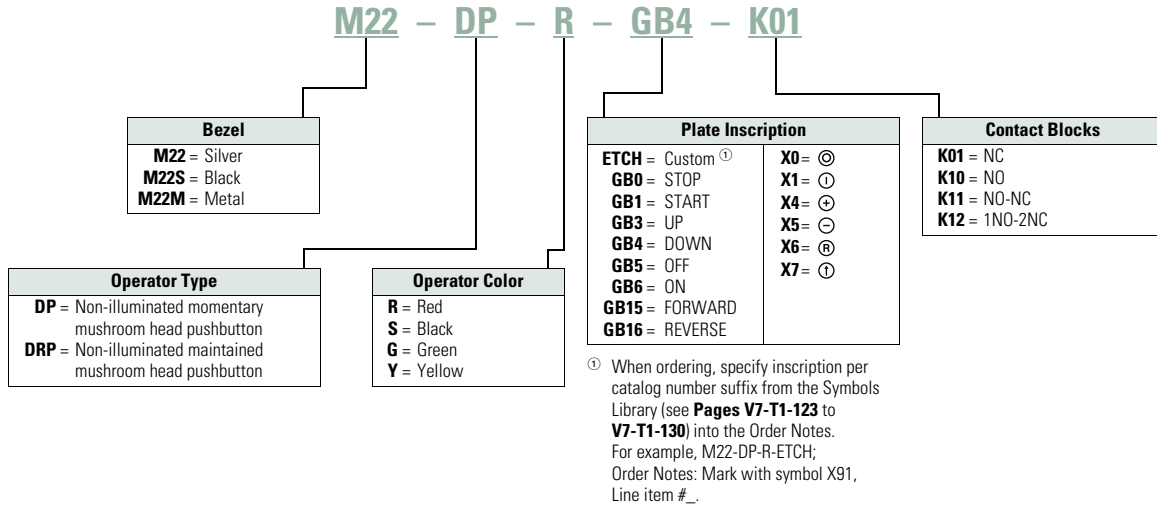 M22 – DP – R – GB4 – K01
Bezel
M22 = Silver
M22S = Black
M22M = Metal
Operator Type
DP = Non-illuminated momentary
mushroom head pushbutton
DRP = Non-illuminated maintained
mushroom head pushbutton
Operator Color
R = Red
S = Black
G = Green
Y = Yellow
Plate Inscription
ETCH = Custom ①
GB0 = STOP
GB1 = START
GB3 = UP
GB4 = DOWN
GB5 = OFF
GB6 = ON
GB15 = FORWARD
GB16 = REVERSE
X0 = ⌾
X1 = ⏼
X4 = ⊕
X5 = ⊖
X6 = Ⓡ
X7 = ⓵
① When ordering, specify inscription per
catalog number suffix from the Symbols
Library (see Pages V7-T1-123 to
V7-T1-130) into the Order Notes.
For example, M22-DP-R-ETCH;
Order Notes: Mark with symbol X91,
Line item #_.
Contact Blocks
K01 = NC
K10 = NO
K11 = NO-NC
K12 = 1NO-2NC